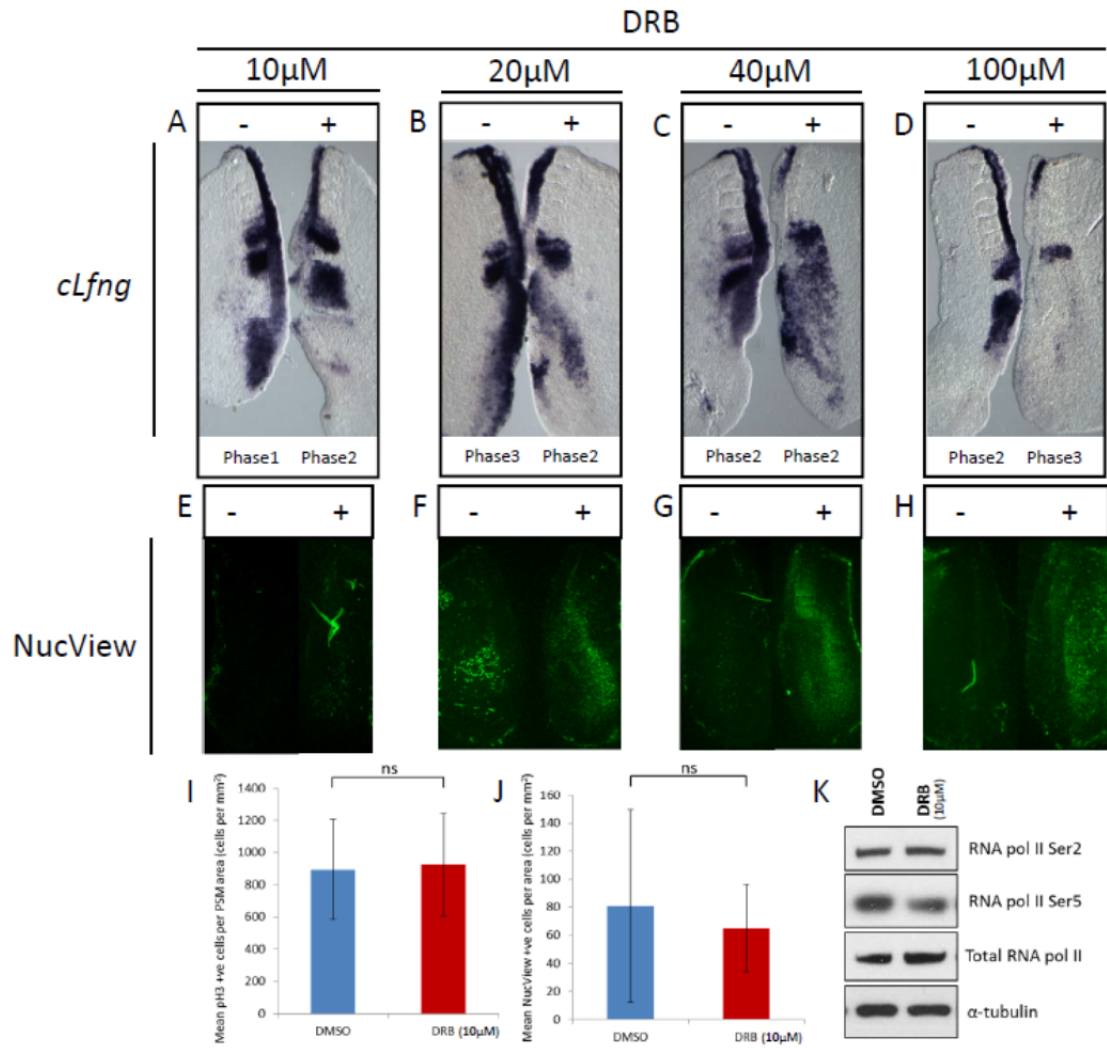 DRB
10μM 20μM 40μM 100μM
A - + B - + C - + D - +
cLfng
Phase1 Phase2 Phase3 Phase2 Phase2 Phase2 Phase2 Phase3
E - + F - + G - + H - +
NucView
I ns J ns K DMSO DRB (10μM)
Mean pH3 +ve cells per PSM area (cells per mm²)
1400
1200
1000
800
600
400
200
0
DMSO DRB (10μM)
Mean NucView +ve cells per area (cells per mm²)
160
140
120
100
80
60
40
20
0
DMSO DRB (10μM)
RNA pol II Ser2
RNA pol II Ser5
Total RNA pol II
α-tubulin